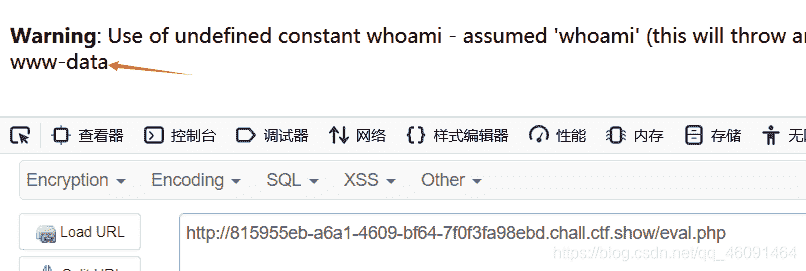 Warning: Use of undefined constant whoami - assumed 'whoami' (this will throw
www-data
查看器 控制台 调试器 网络 {} 样式编辑器 性能 内存 存储
Encryption Encoding SQL XSS Other
Load URL
http://815955eb-a6a1-4609-bf64-7f0f3fa98ebd.chall.ctf.show/eval.php
https://blog.csdn.net/qq_46091464